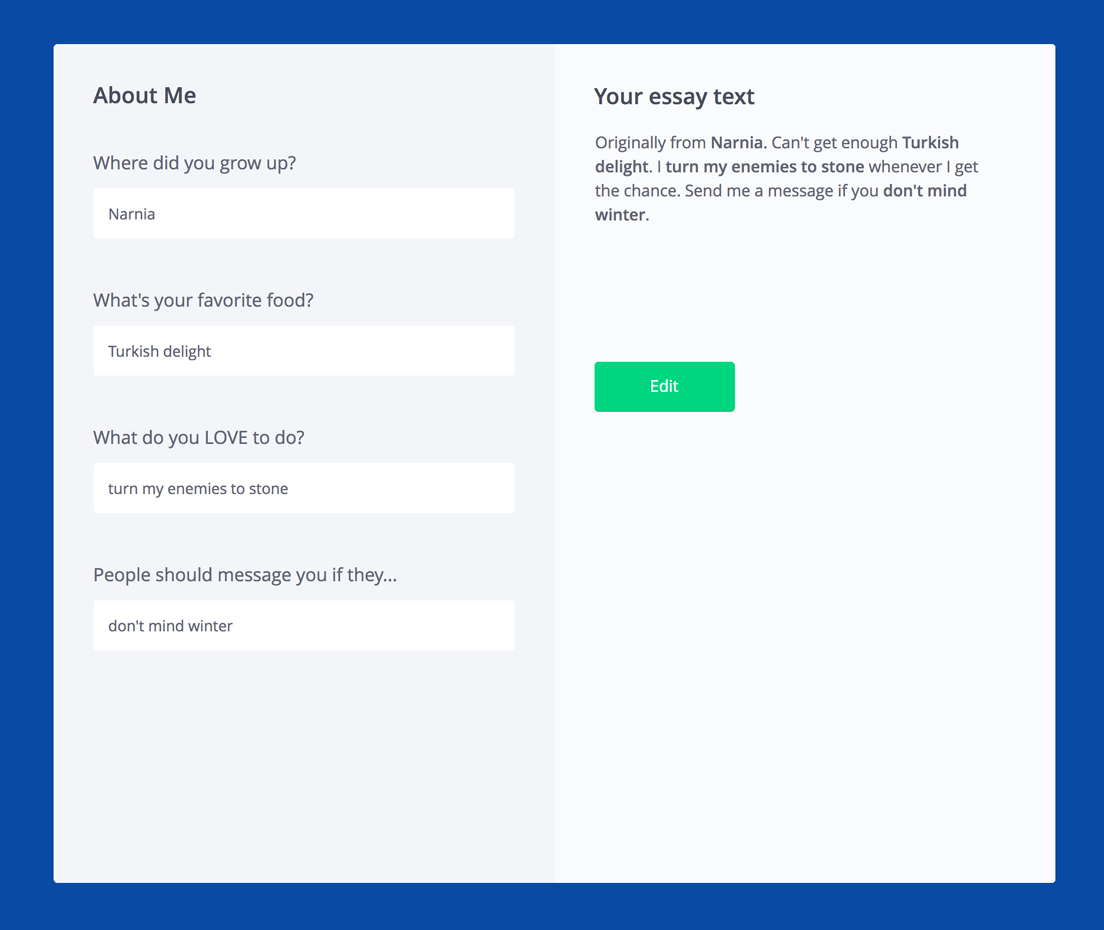 About Me
Where did you grow up?
Narnia
What's your favorite food?
Turkish delight
What do you LOVE to do?
turn my enemies to stone
People should message you if they...
don't mind winter
Your essay text
Originally from Narnia. Can't get enough Turkish
delight. I turn my enemies to stone whenever I get
the chance. Send me a message if you don't mind
winter.
Edit